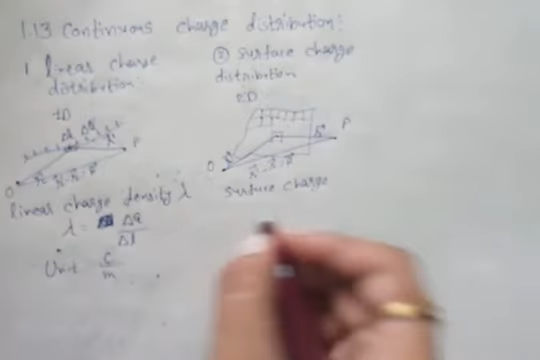 1.13 Continuous charge distribution:
1 linear charge
distribution:
② surface charge
distribution
1D
2D
ΔQ
P
P
O
O
linear charge density λ
λ = ΔQ / Δl
Unit C / m
surface charge